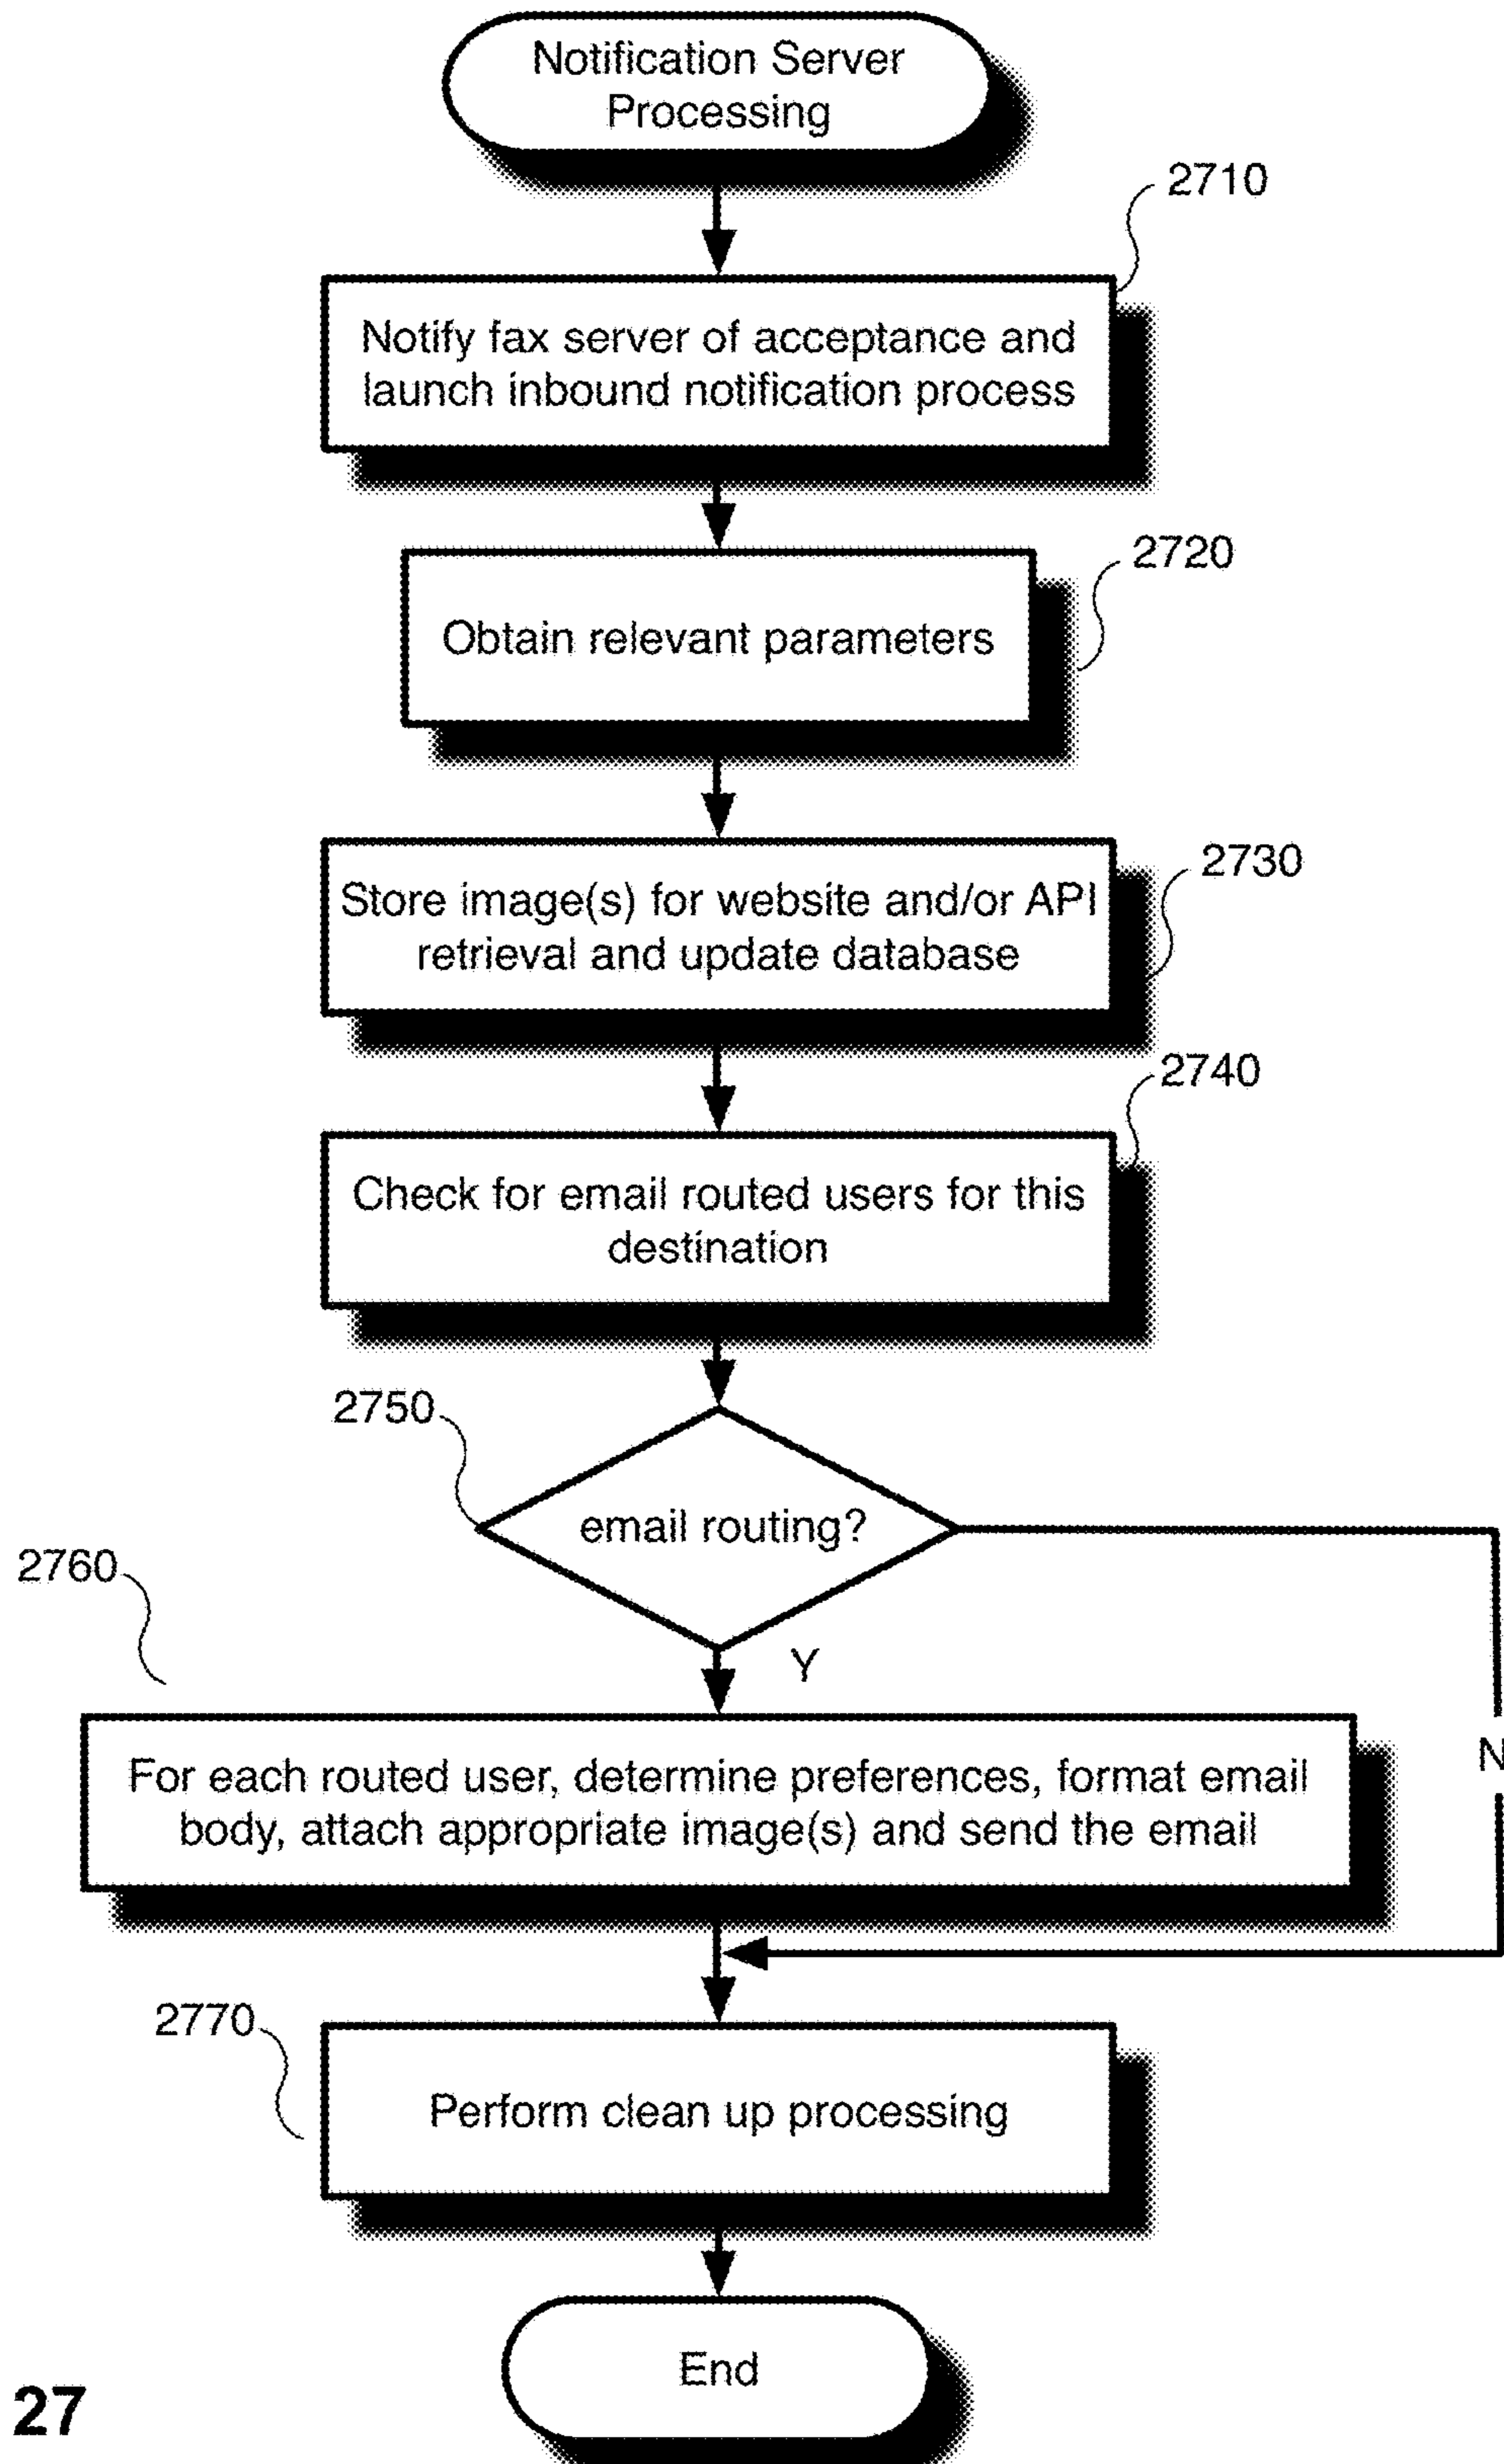 Notification Server
Processing
2710
Notify fax server of acceptance and
launch inbound notification process
2720
Obtain relevant parameters
2730
Store image(s) for website and/or API
retrieval and update database
2740
Check for email routed users for this
destination
2750
email routing?
2760
Y
For each routed user, determine preferences, format email
body, attach appropriate image(s) and send the email
N
2770
Perform clean up processing
End
27